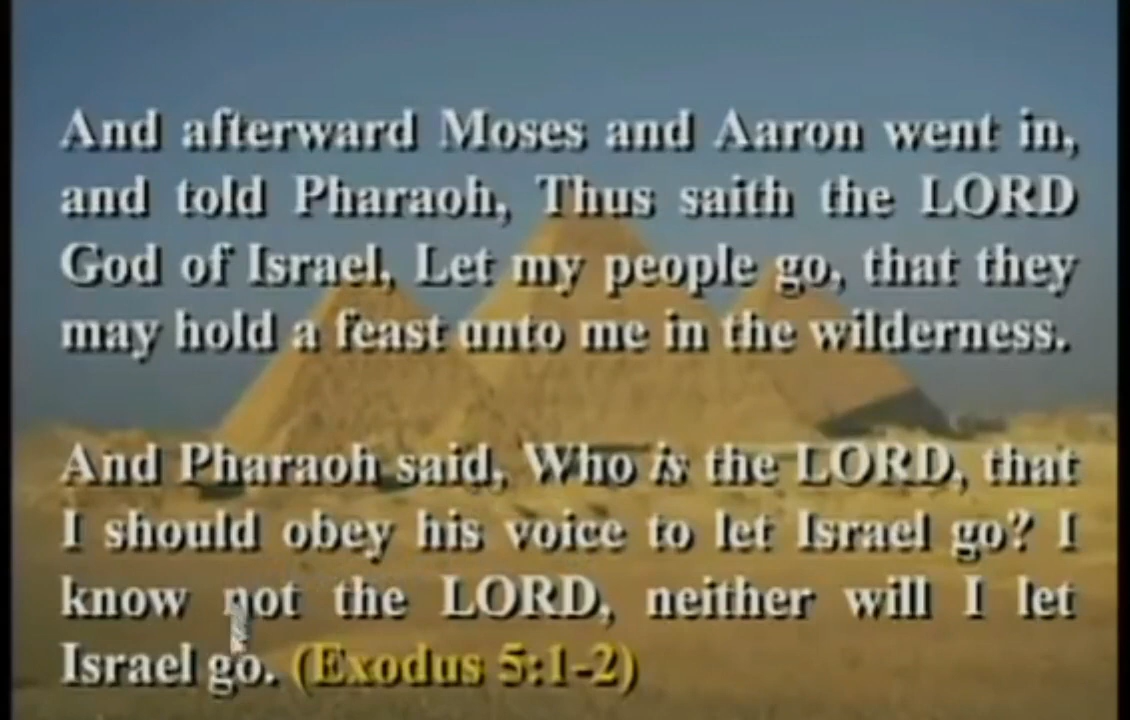 And afterward Moses and Aaron went in,
and told Pharaoh, Thus saith the LORD
God of Israel, Let my people go, that they
may hold a feast unto me in the wilderness.
And Pharaoh said, Who is the LORD, that
I should obey his voice to let Israel go? I
know not the LORD, neither will I let
Israel go. (Exodus 5:1-2)